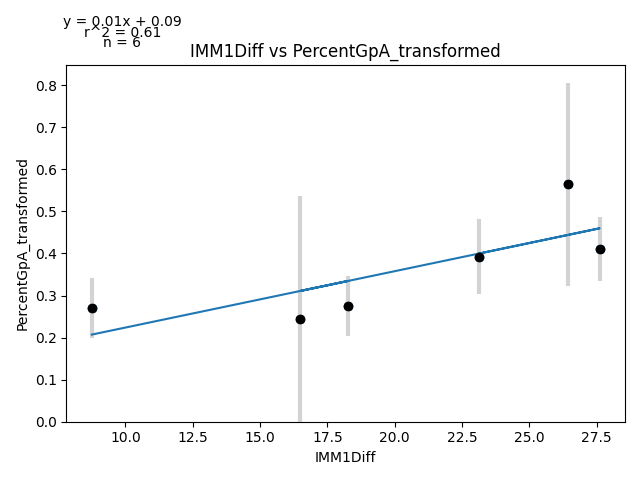 y = 0.01x + 0.09
r^2 = 0.61
n = 6
IMM1Diff vs PercentGpA_transformed
PercentGpA_transformed
0.8
0.7
0.6
0.5
0.4
0.3
0.2
0.1
0.0
10.0 12.5 15.0 17.5 20.0 22.5 25.0 27.5
IMM1Diff